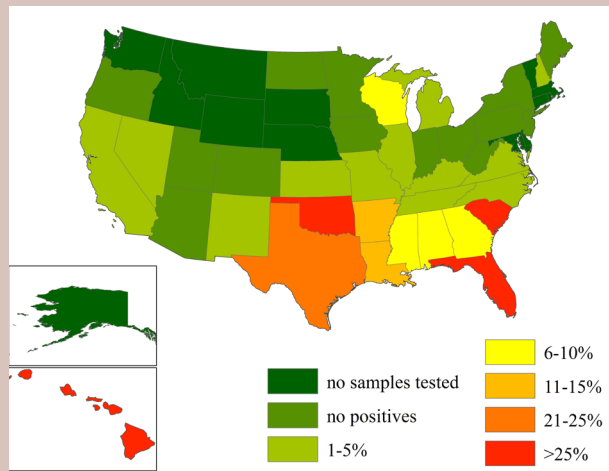 no samples tested
no positives
1-5%
6-10%
11-15%
21-25%
>25%